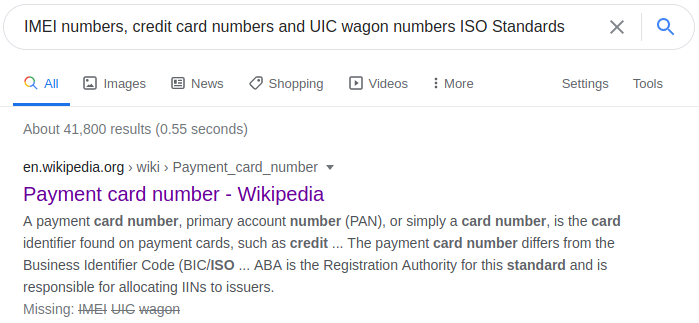 IMEI numbers, credit card numbers and UIC wagon numbers ISO Standards
All Images News Shopping Videos More Settings Tools
About 41,800 results (0.55 seconds)
en.wikipedia.org › wiki › Payment_card_number
Payment card number - Wikipedia
A payment card number, primary account number (PAN), or simply a card number, is the card
identifier found on payment cards, such as credit ... The payment card number differs from the
Business Identifier Code (BIC/ISO ... ABA is the Registration Authority for this standard and is
responsible for allocating IINs to issuers.
Missing: IMEI UIC wagon